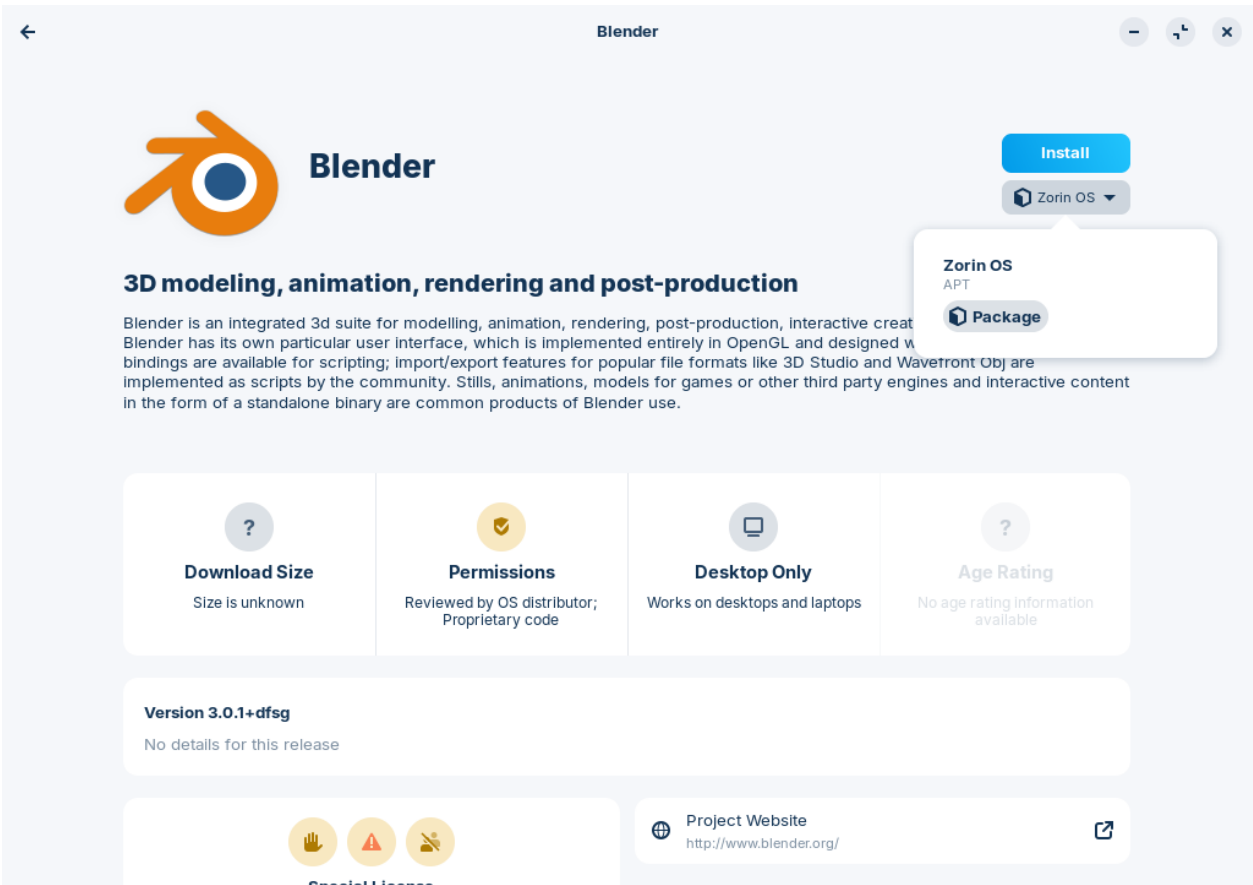 Blender
Blender
Install
Zorin OS
Zorin OS
APT
Package
3D modeling, animation, rendering and post-production
Blender is an integrated 3d suite for modelling, animation, rendering, post-production, interactive creat
Blender has its own particular user interface, which is implemented entirely in OpenGL and designed w
bindings are available for scripting; import/export features for popular file formats like 3D Studio and Wavefront Obj are
implemented as scripts by the community. Stills, animations, models for games or other third party engines and interactive content
in the form of a standalone binary are common products of Blender use.
?
Download Size
Size is unknown
Permissions
Reviewed by OS distributor;
Proprietary code
Desktop Only
Works on desktops and laptops
?
Age Rating
No age rating information
available
Version 3.0.1+dfsg
No details for this release
Special License
Project Website
http://www.blender.org/